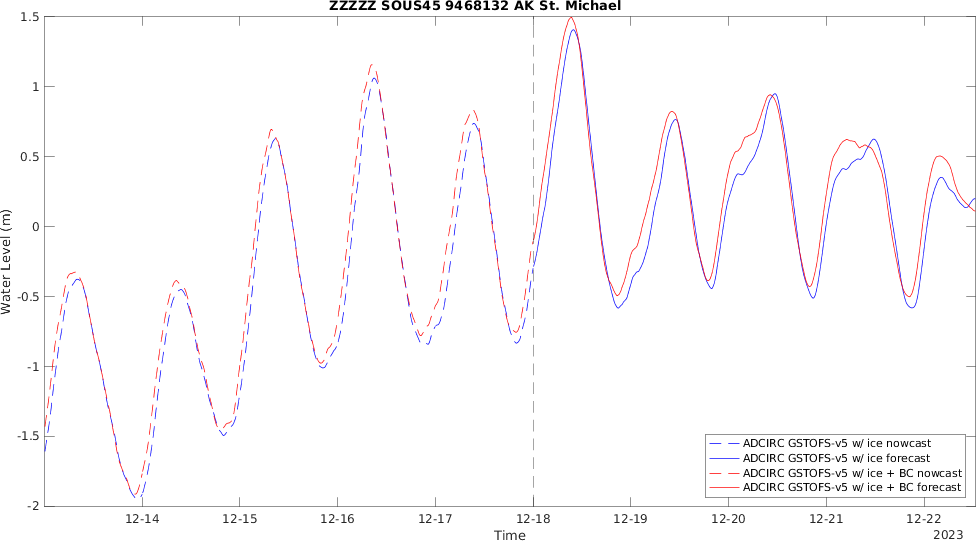 ZZZZZ SOUS45 9468132 AK St. Michael
Water Level (m)
1.5
1
0.5
0
-0.5
-1
-1.5
-2
12-14 12-15 12-16 12-17 12-18 12-19 12-20 12-21 12-22
Time
2023
ADCIRC GSTOFS-v5 w/ ice nowcast
ADCIRC GSTOFS-v5 w/ ice forecast
ADCIRC GSTOFS-v5 w/ ice + BC nowcast
ADCIRC GSTOFS-v5 w/ ice + BC forecast